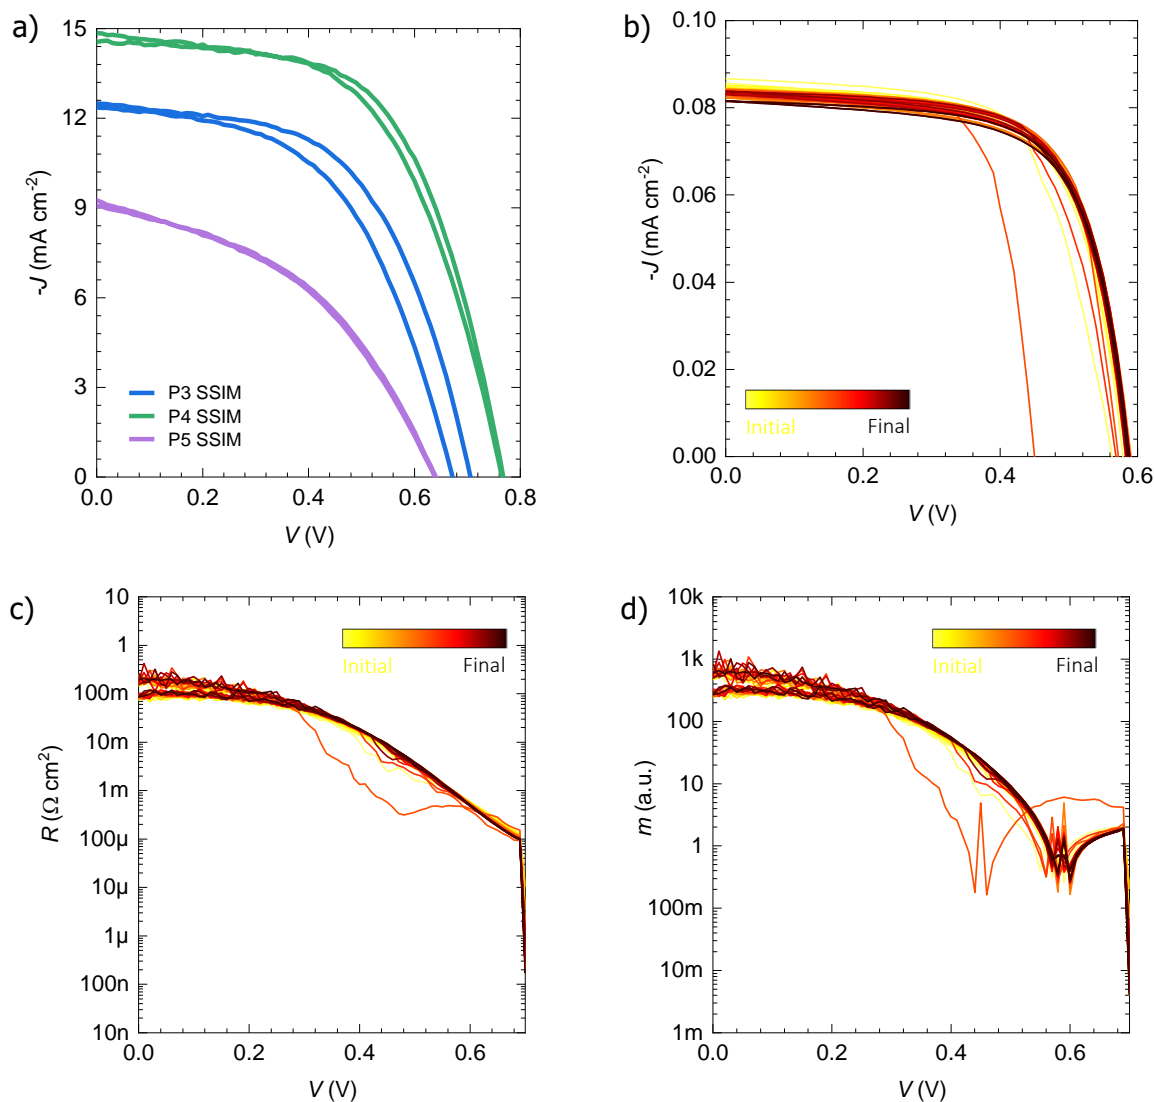 a)
15
12
9
6
3
0
-J (mA cm-2)
P3 SSIM
P4 SSIM
P5 SSIM
0.0 0.2 0.4 0.6 0.8
V (V)
b)
0.10
0.08
0.06
0.04
0.02
0.00
-J (mA cm-2)
Initial Final
0.0 0.2 0.4 0.6
V (V)
c)
10
1
100m
10m
1m
100µ
10µ
1µ
100n
10n
R (Ω cm2)
Initial Final
0.0 0.2 0.4 0.6
V (V)
d)
10k
1k
100
10
1
100m
10m
1m
m (a.u.)
Initial Final
0.0 0.2 0.4 0.6
V (V)